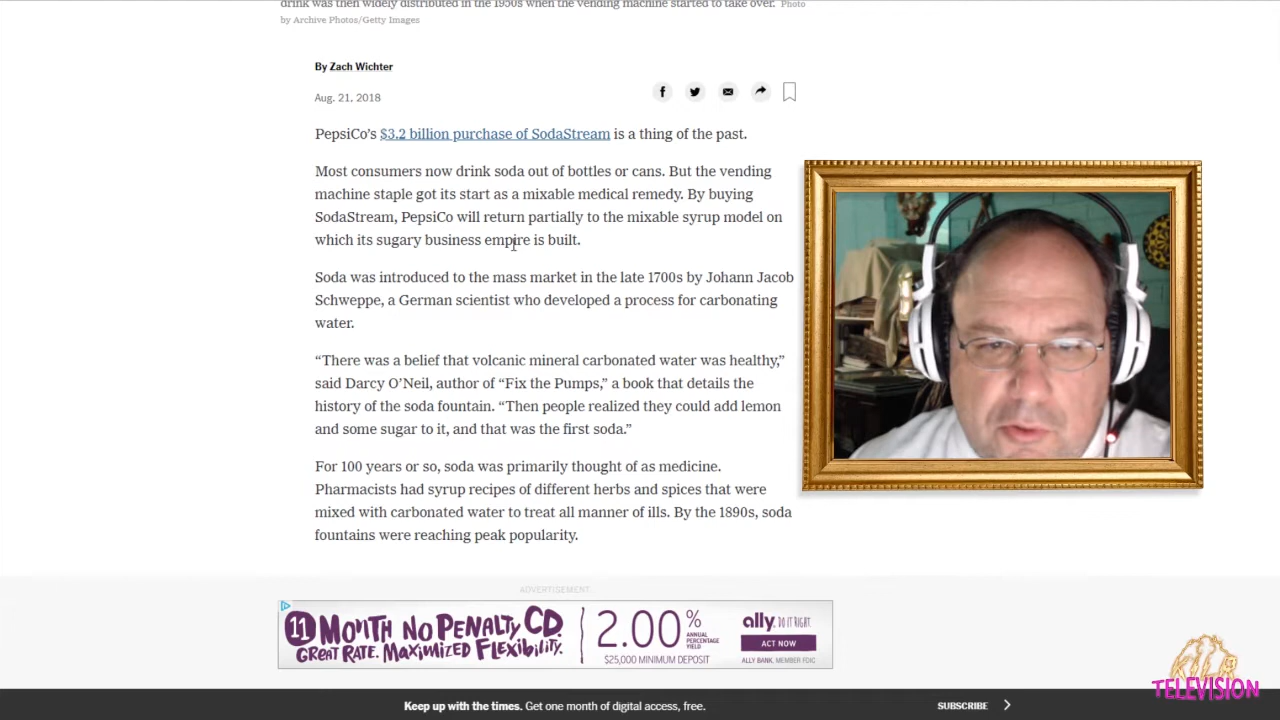 drink was then widely distributed in the 1950s when the vending machine started to take over. Photo
by Archive Photos/Getty Images
By Zach Wichter
Aug. 21, 2018
PepsiCo’s $3.2 billion purchase of SodaStream is a thing of the past.
Most consumers now drink soda out of bottles or cans. But the vending
machine staple got its start as a mixable medical remedy. By buying
SodaStream, PepsiCo will return partially to the mixable syrup model on
which its sugary business empire is built.
Soda was introduced to the mass market in the late 1700s by Johann Jacob
Schweppe, a German scientist who developed a process for carbonating
water.
“There was a belief that volcanic mineral carbonated water was healthy,”
said Darcy O’Neil, author of “Fix the Pumps,” a book that details the
history of the soda fountain. “Then people realized they could add lemon
and some sugar to it, and that was the first soda.”
For 100 years or so, soda was primarily thought of as medicine.
Pharmacists had syrup recipes of different herbs and spices that were
mixed with carbonated water to treat all manner of ills. By the 1890s, soda
fountains were reaching peak popularity.
ADVERTISEMENT
11 MONTH NO PENALTY CD.
GREAT RATE. MAXIMIZED FLEXIBILITY.
2.00% ANNUAL PERCENTAGE YIELD
$25,000 MINIMUM DEPOSIT
ally DO IT RIGHT.
ACT NOW
ALLY BANK, MEMBER FDIC
TELEVISION
Keep up with the times. Get one month of digital access, free.
SUBSCRIBE